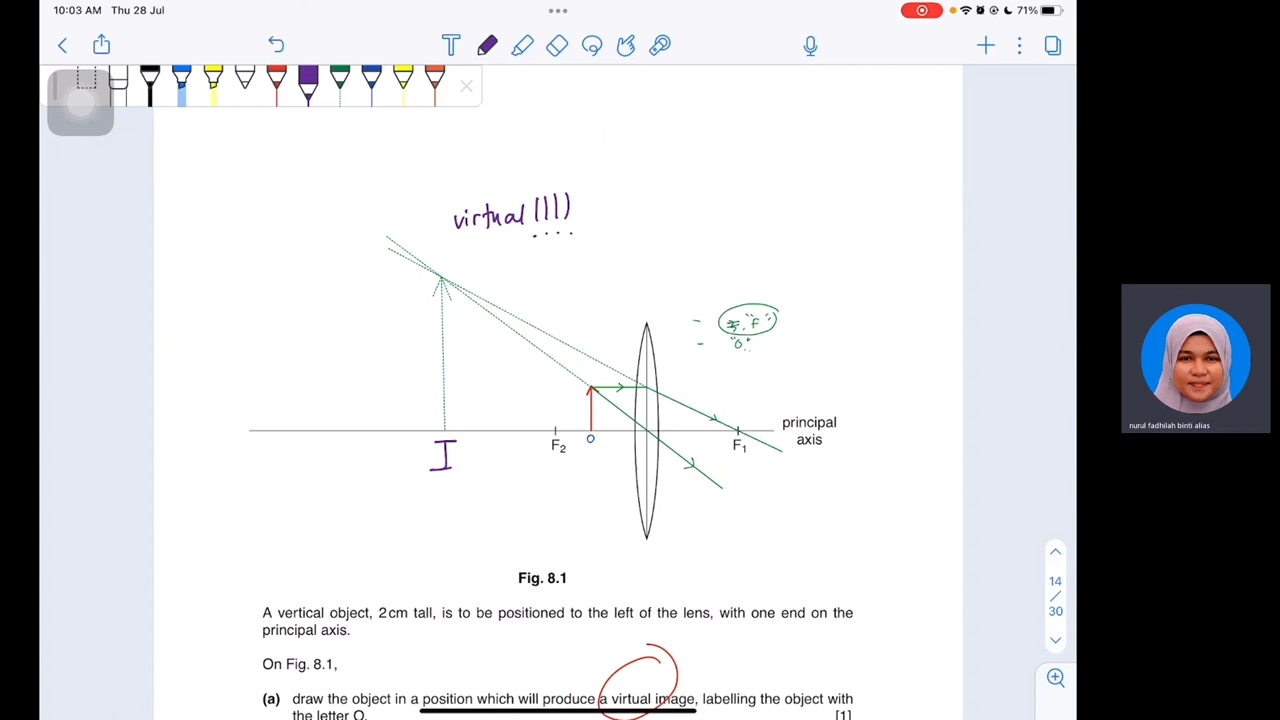 10:03 AM Thu 28 Jul
71%
T
virtual !!!!
"F"
"O"
principal
axis
F2
O
F1
I
Fig. 8.1
A vertical object, 2 cm tall, is to be positioned to the left of the lens, with one end on the
principal axis.
On Fig. 8.1,
(a) draw the object in a position which will produce a virtual image, labelling the object with
the letter O. [1]
14
/
30
nurul fadhilah binti alias